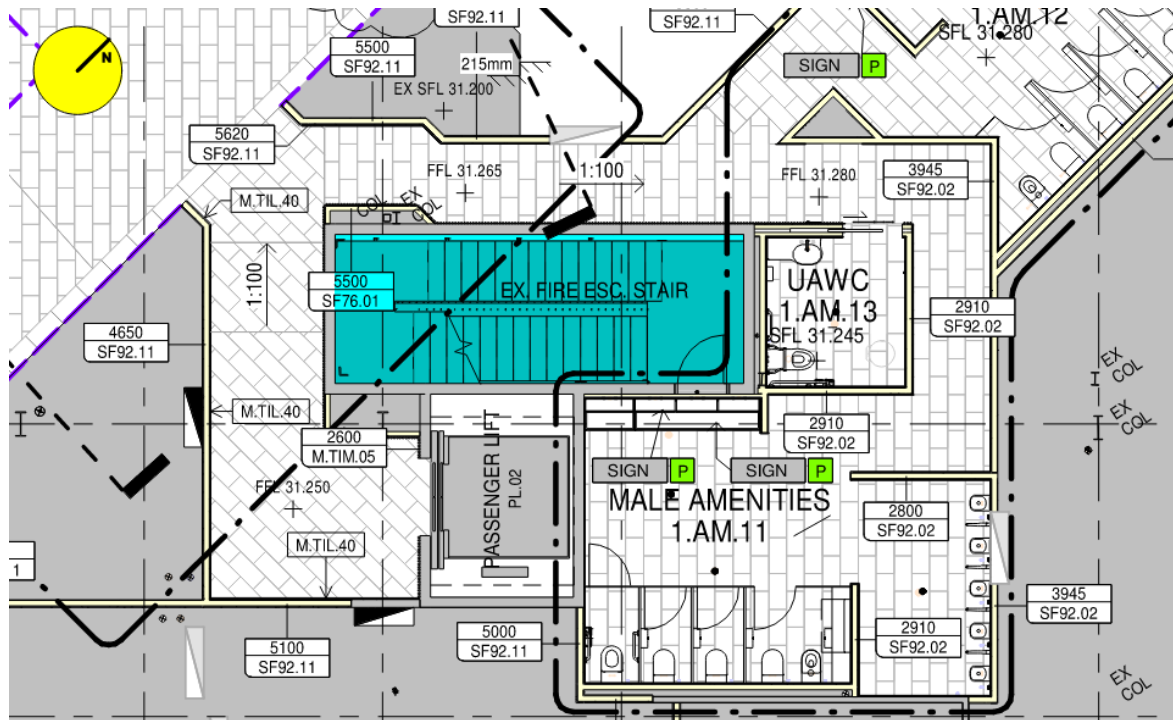 SF92.11
5500
SF92.11
215mm
EX SFL 31.200
N
SIGN
P
1.AM.12
SFL 31.280
5620
SF92.11
FFL 31.265
1:100
FFL 31.280
3945
SF92.02
M.TIL.40
COL
EX
COL
1:100
5500
SF76.01
EX. FIRE ESC. STAIR
UAWC
1.AM.13
SFL 31.245
2910
SF92.02
4650
SF92.11
EX
COL
M.TIL.40
2600
M.TIM.05
2910
SF92.02
EX
COL
PASSENGER LIFT
PL.02
SIGN
P
SIGN
P
FFL 31.250
MALE AMENITIES
1.AM.11
2800
SF92.02
M.TIL.40
1
3945
SF92.02
5100
SF92.11
5000
SF92.11
2910
SF92.02
EX
COL